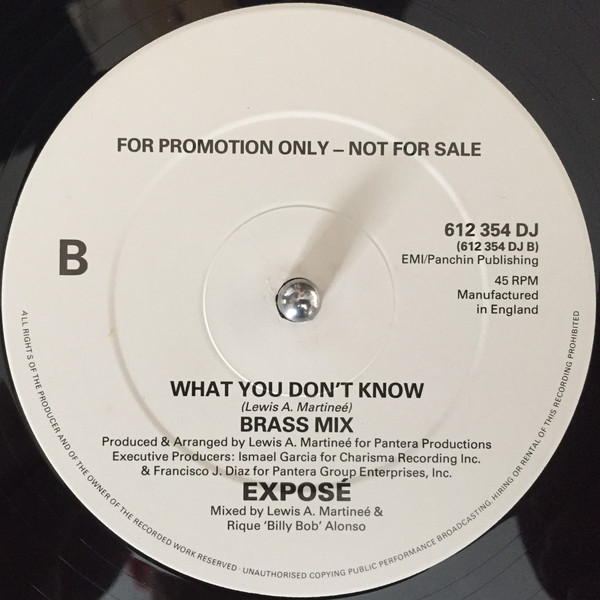 FOR PROMOTION ONLY – NOT FOR SALE
B
612 354 DJ
(612 354 DJ B)
EMI/Panchin Publishing
45 RPM
Manufactured
in England
WHAT YOU DON'T KNOW
(Lewis A. Martineé)
BRASS MIX
Produced & Arranged by Lewis A. Martineé for Pantera Productions
Executive Producers: Ismael Garcia for Charisma Recording Inc.
& Francisco J. Diaz for Pantera Group Enterprises, Inc.
EXPOSÉ
Mixed by Lewis A. Martineé &
Rique 'Billy Bob' Alonso
ALL RIGHTS OF THE PRODUCER AND OF THE OWNER OF THE RECORDED WORK RESERVED · UNAUTHORISED COPYING PUBLIC PERFORMANCE BROADCASTING, HIRING OR RENTAL OF THIS RECORDING PROHIBITED